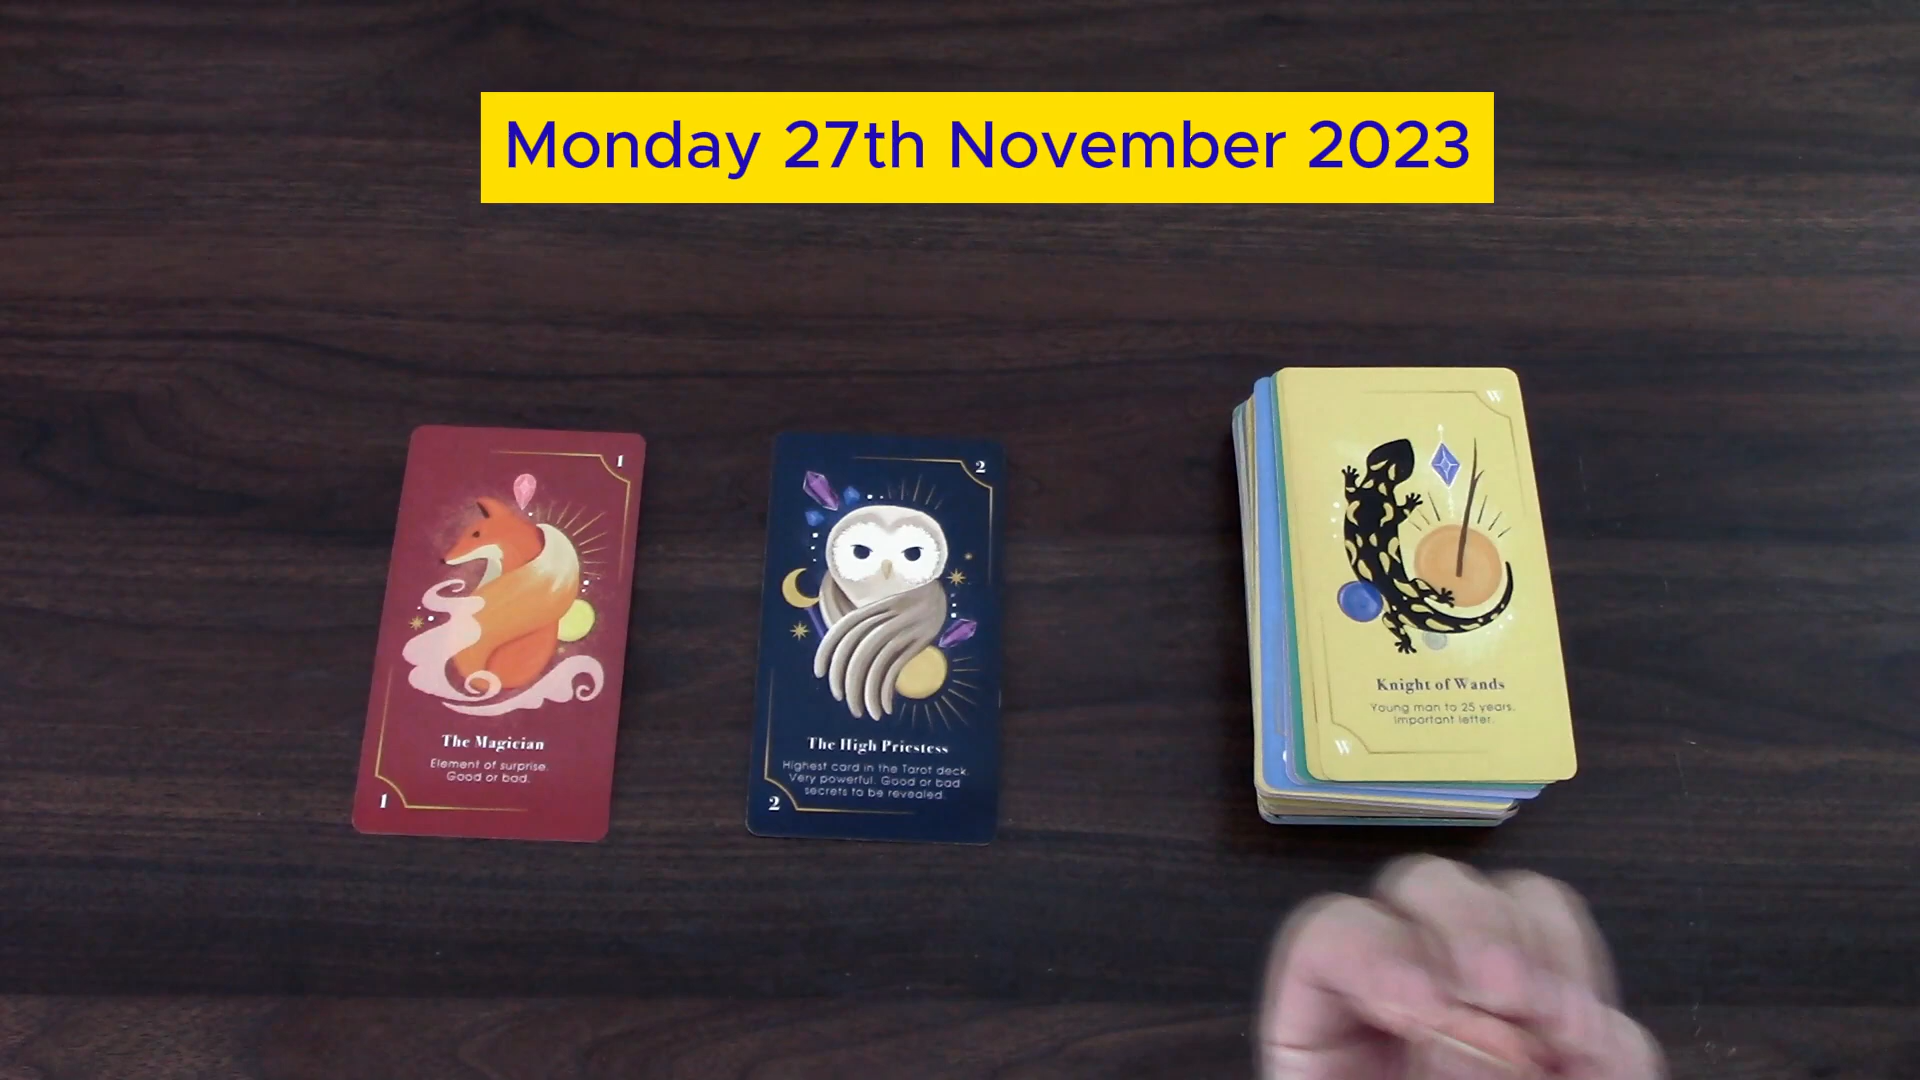 Monday 27th November 2023
1
The Magician
Element of surprise.
Good or bad.
1
2
The High Priestess
Highest card in the Tarot deck.
Very powerful. Good or bad
secrets to be revealed.
2
W
Knight of Wands
Young man to 25 years.
Important letter.
W